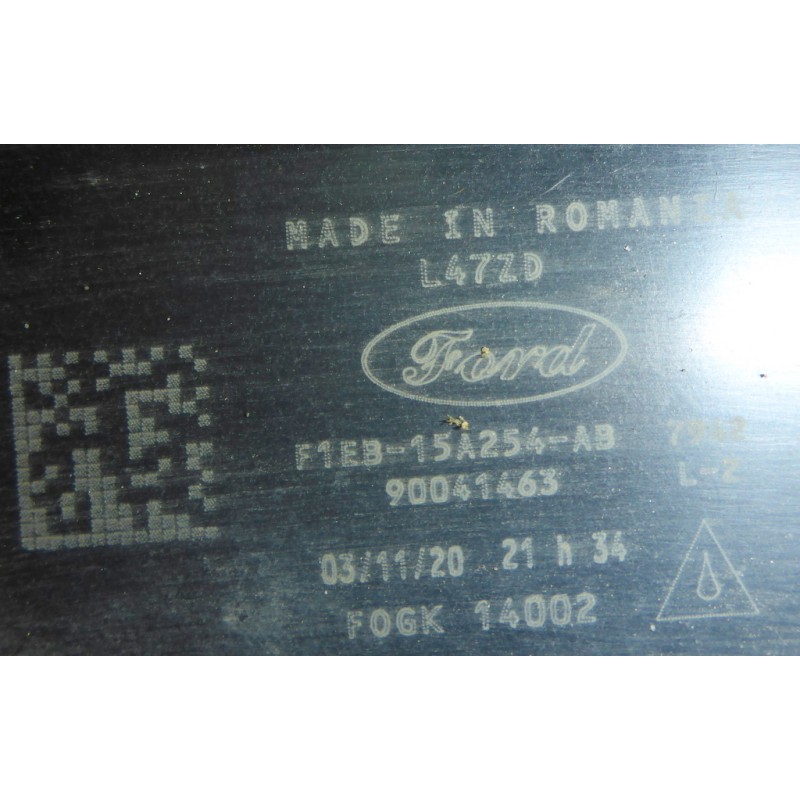 MADE IN ROMANIA
L47ZD
Ford
F1EB-15A254-AB
90041463
L-Z
03/11/20 21 h 34
FOGK 14002